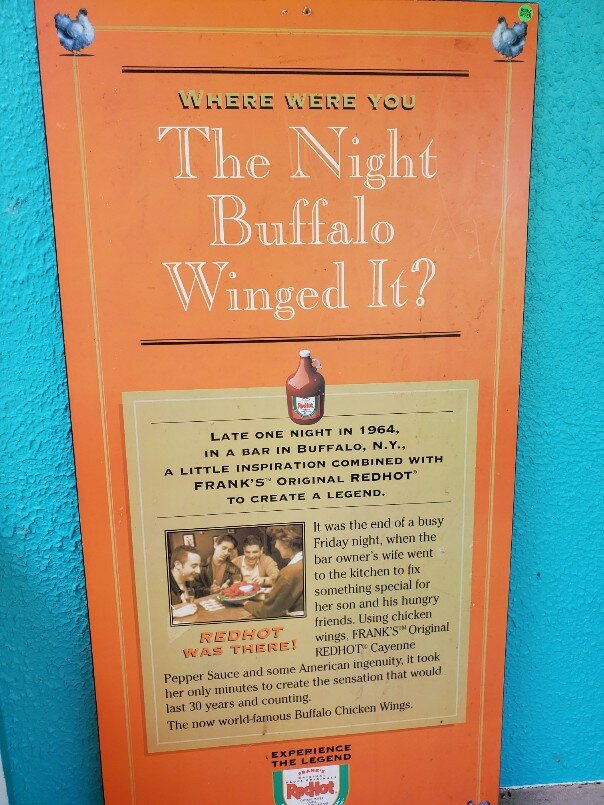 WHERE WERE YOU
The Night
Buffalo
Winged It?
RedHot
LATE ONE NIGHT IN 1964,
IN A BAR IN BUFFALO, N.Y.,
A LITTLE INSPIRATION COMBINED WITH
FRANK'S™ ORIGINAL REDHOT®
TO CREATE A LEGEND.
It was the end of a busy
Friday night, when the
bar owner's wife went
to the kitchen to fix
something special for
her son and his hungry
friends. Using chicken
wings, FRANK'S™ Original
REDHOT® Cayenne
REDHOT
WAS THERE!
Pepper Sauce and some American ingenuity, it took
her only minutes to create the sensation that would
last 30 years and counting.
The now world-famous Buffalo Chicken Wings.
EXPERIENCE
THE LEGEND
FRANK'S
RedHot